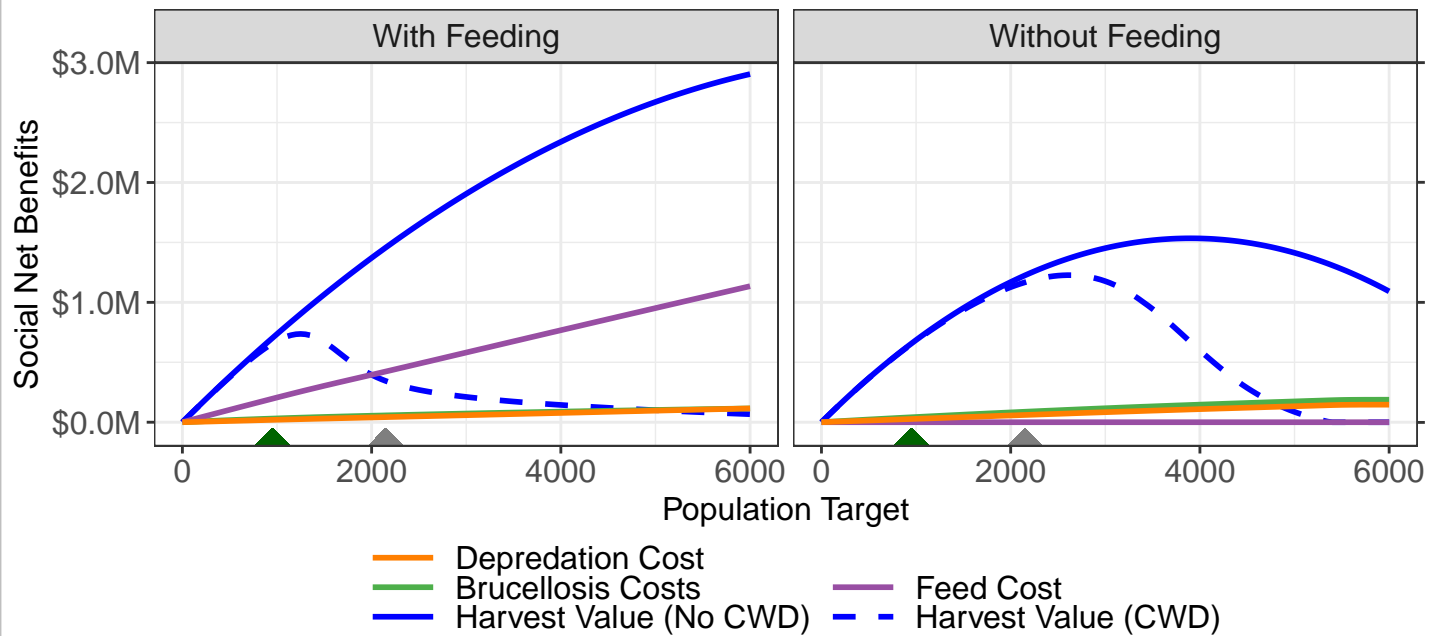 With Feeding Without Feeding
$3.0M
$2.0M
$1.0M
$0.0M
Social Net Benefits
0 2000 4000 6000 0 2000 4000 6000
Population Target
Depredation Cost
Brucellosis Costs Feed Cost
Harvest Value (No CWD) Harvest Value (CWD)